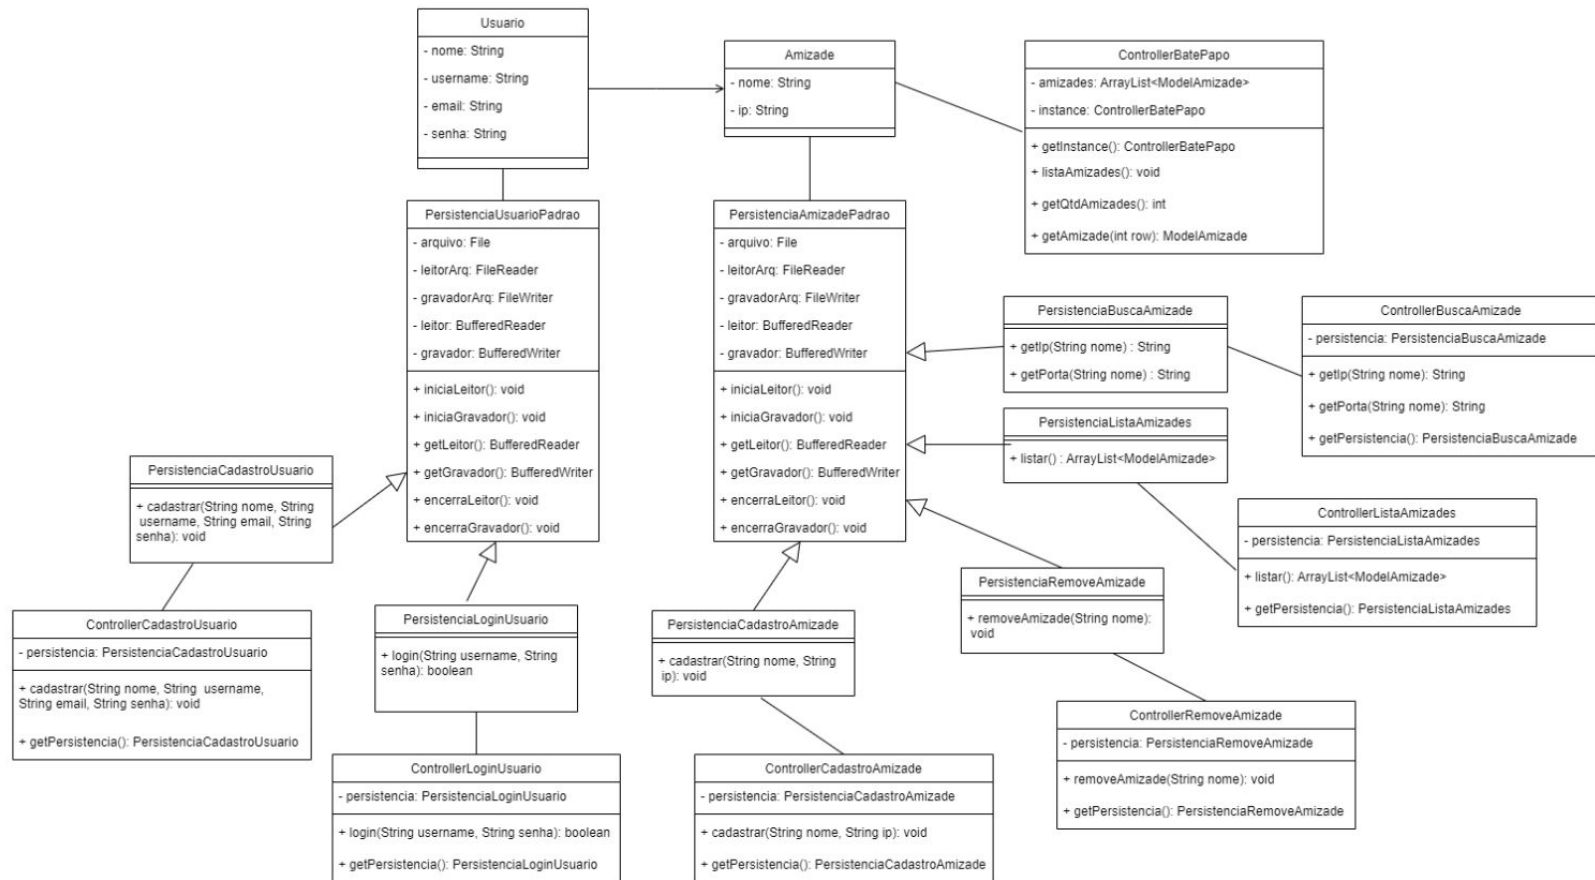 Usuario
- nome: String
- username: String
- email: String
- senha: String
Amizade
- nome: String
- ip: String
ControllerBatePapo
- amizades: ArrayList<ModelAmizade>
- instance: ControllerBatePapo
+ getInstance(): ControllerBatePapo
+ listaAmizades(): void
+ getQtdAmizades(): int
+ getAmizade(int row): ModelAmizade
PersistenciaUsuarioPadrao
- arquivo: File
- leitorArq: FileReader
- gravadorArq: FileWriter
- leitor: BufferedReader
- gravador: BufferedWriter
+ iniciaLeitor(): void
+ iniciaGravador(): void
+ getLeitor(): BufferedReader
+ getGravador(): BufferedWriter
+ encerraLeitor(): void
+ encerraGravador(): void
PersistenciaAmizadePadrao
- arquivo: File
- leitorArq: FileReader
- gravadorArq: FileWriter
- leitor: BufferedReader
- gravador: BufferedWriter
+ iniciaLeitor(): void
+ iniciaGravador(): void
+ getLeitor(): BufferedReader
+ getGravador(): BufferedWriter
+ encerraLeitor(): void
+ encerraGravador(): void
PersistenciaBuscaAmizade
+ getIp(String nome) : String
+ getPorta(String nome) : String
ControllerBuscaAmizade
- persistencia: PersistenciaBuscaAmizade
+ getIp(String nome): String
+ getPorta(String nome): String
+ getPersistencia(): PersistenciaBuscaAmizade
PersistenciaListaAmizades
+ listar() : ArrayList<ModelAmizade>
ControllerListaAmizades
- persistencia: PersistenciaListaAmizades
+ listar(): ArrayList<ModelAmizade>
+ getPersistencia(): PersistenciaListaAmizades
PersistenciaCadastroUsuario
+ cadastrar(String nome, String
username, String email, String
senha): void
ControllerCadastroUsuario
- persistencia: PersistenciaCadastroUsuario
+ cadastrar(String nome, String username,
String email, String senha): void
+ getPersistencia(): PersistenciaCadastroUsuario
PersistenciaLoginUsuario
+ login(String username, String
senha): boolean
ControllerLoginUsuario
- persistencia: PersistenciaLoginUsuario
+ login(String username, String senha): boolean
+ getPersistencia(): PersistenciaLoginUsuario
PersistenciaCadastroAmizade
+ cadastrar(String nome, String
ip): void
ControllerCadastroAmizade
- persistencia: PersistenciaCadastroAmizade
+ cadastrar(String nome, String ip): void
+ getPersistencia(): PersistenciaCadastroAmizade
PersistenciaRemoveAmizade
+ removeAmizade(String nome):
void
ControllerRemoveAmizade
- persistencia: PersistenciaRemoveAmizade
+ removeAmizade(String nome): void
+ getPersistencia(): PersistenciaRemoveAmizade